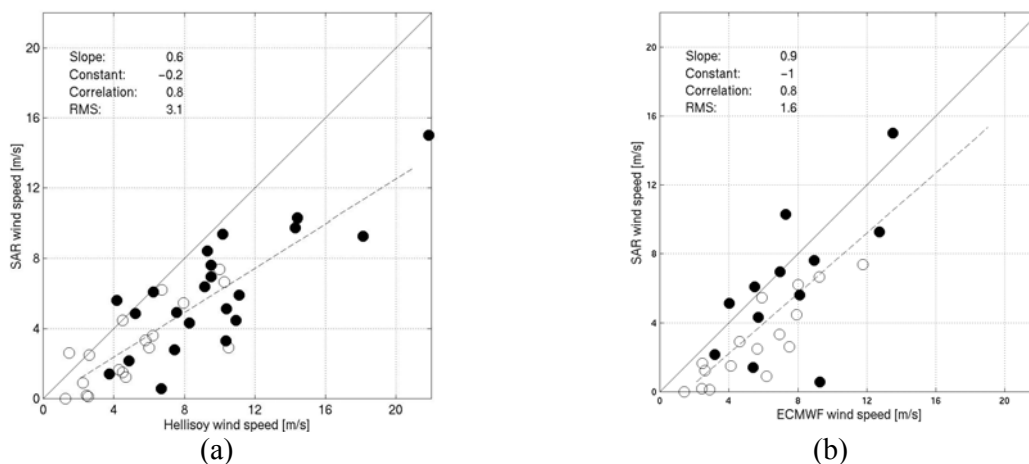 22
20
16
12
8
4
0
SAR wind speed [m/s]
Slope: 0.6
Constant: −0.2
Correlation: 0.8
RMS: 3.1
0 4 8 12 16 20
Hellisoy wind speed [m/s]
(a)
22
20
16
12
8
4
0
SAR wind speed [m/s]
Slope: 0.9
Constant: −1
Correlation: 0.8
RMS: 1.6
0 4 8 12 16 20
ECMWF wind speed [m/s]
(b)